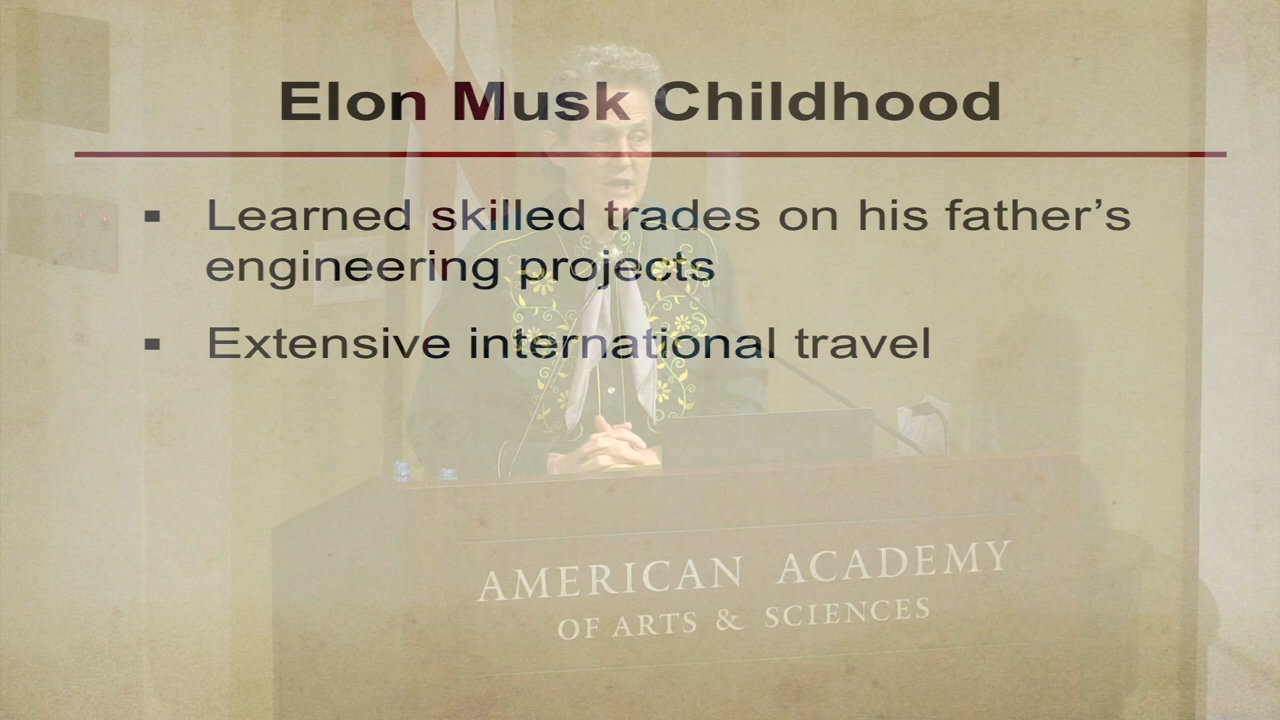 Elon Musk Childhood
▪ Learned skilled trades on his father’s
engineering projects
▪ Extensive international travel
AMERICAN ACADEMY
OF ARTS & SCIENCES